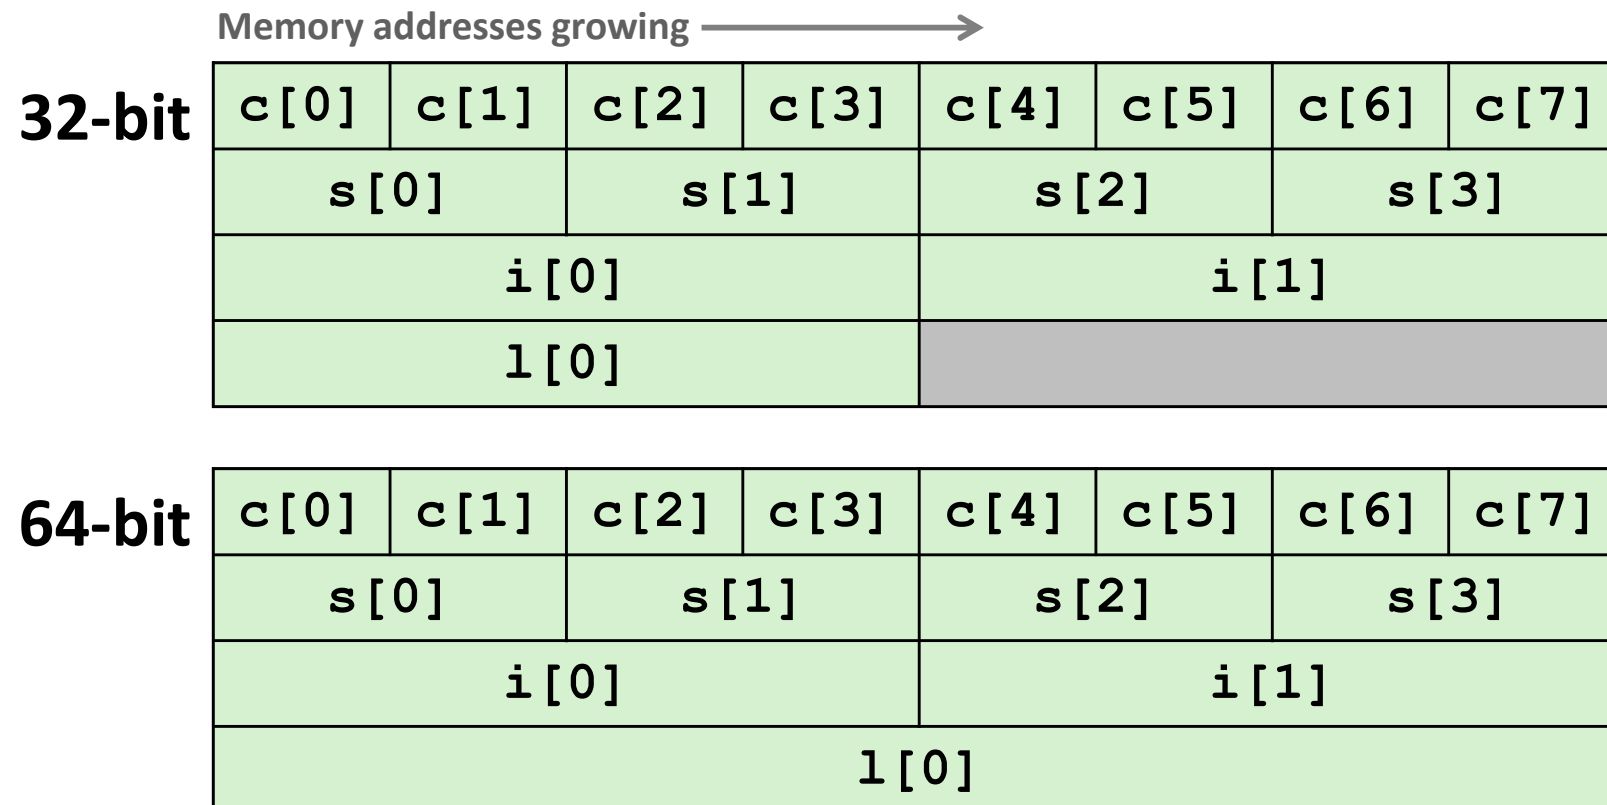 Memory addresses growing
32-bit c[0] c[1] c[2] c[3] c[4] c[5] c[6] c[7]
s[0] s[1] s[2] s[3]
i[0] i[1]
l[0]
64-bit c[0] c[1] c[2] c[3] c[4] c[5] c[6] c[7]
s[0] s[1] s[2] s[3]
i[0] i[1]
l[0]